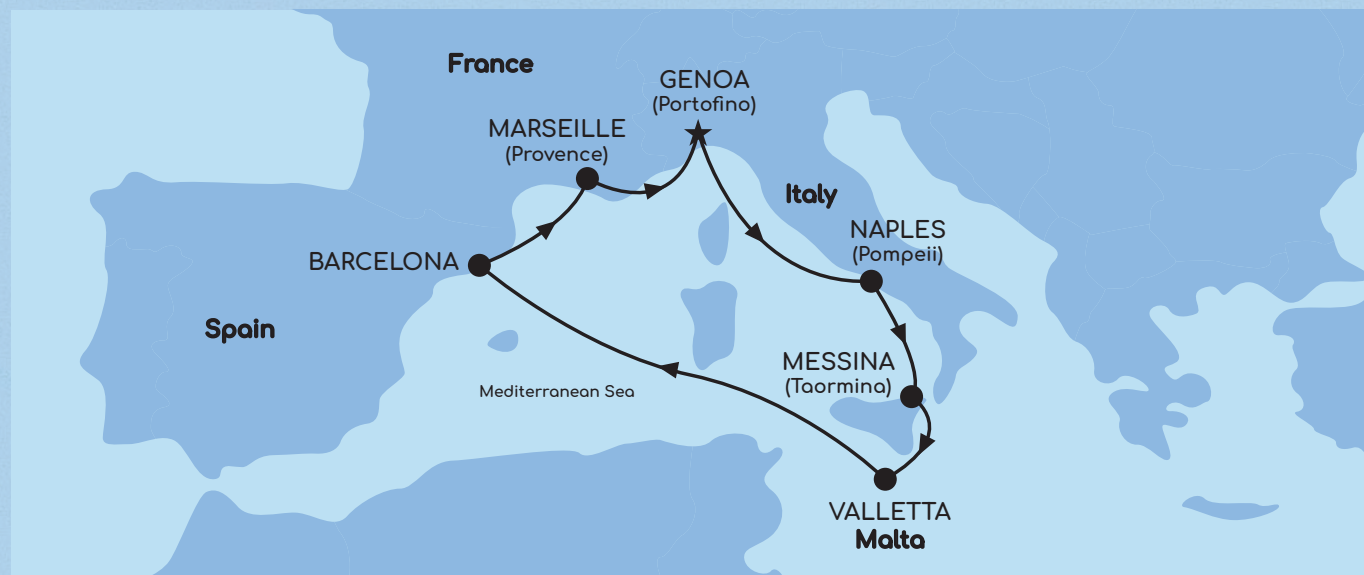 France
GENOA
(Portofino)
MARSEILLE
(Provence)
Italy
NAPLES
(Pompeii)
BARCELONA
Spain
MESSINA
(Taormina)
Mediterranean Sea
VALLETTA
Malta